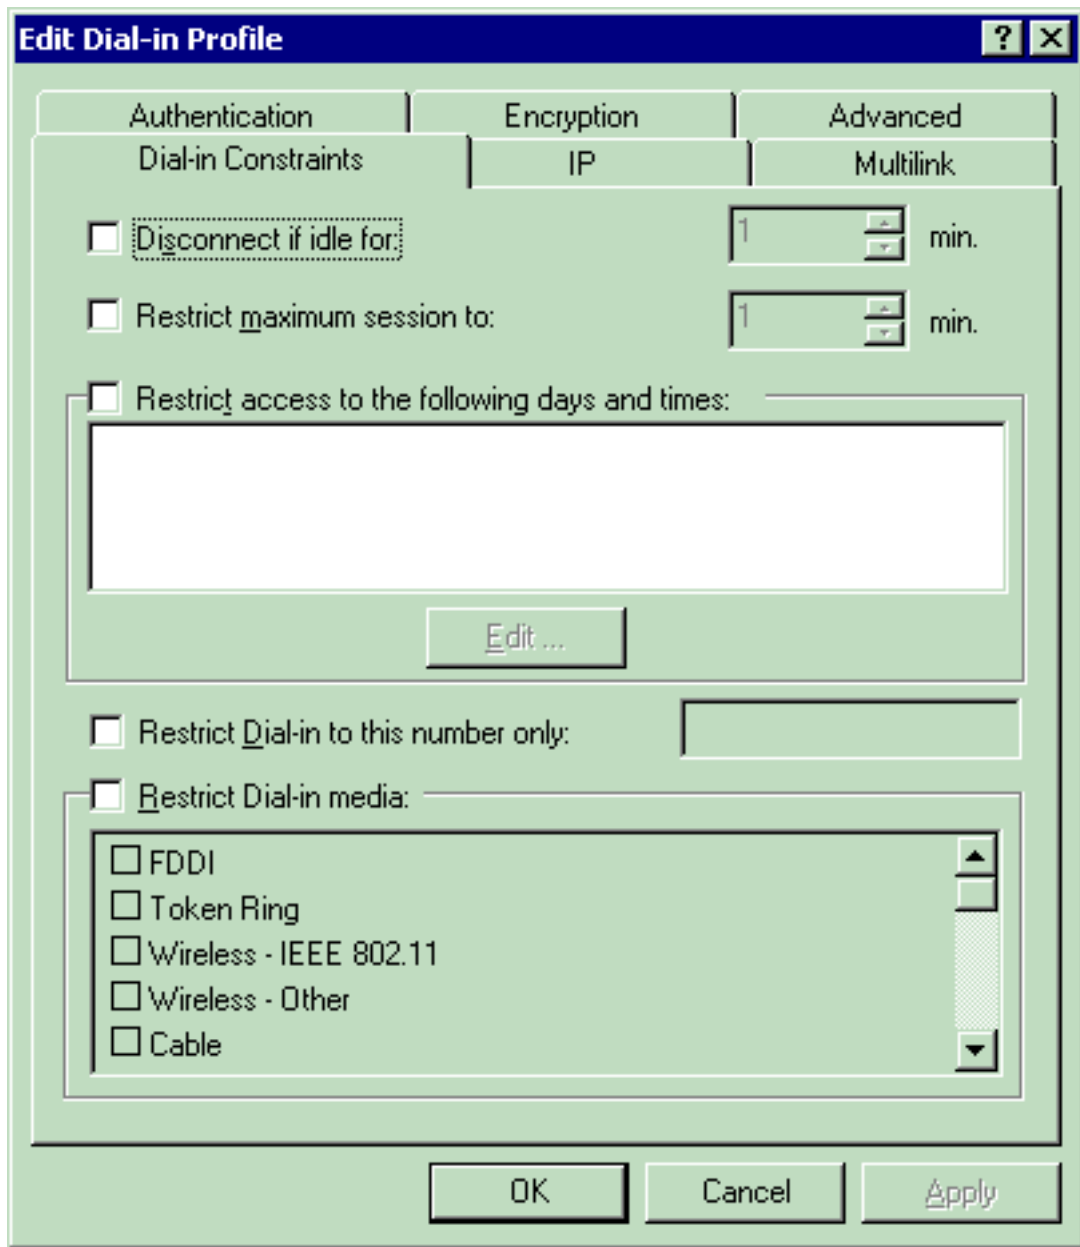 Edit Dial-in Profile
Authentication Encryption Advanced
Dial-in Constraints IP Multilink
Disconnect if idle for: 1 min.
Restrict maximum session to: 1 min.
Restrict access to the following days and times:
Edit ...
Restrict Dial-in to this number only:
Restrict Dial-in media:
FDDI
Token Ring
Wireless - IEEE 802.11
Wireless - Other
Cable
OK Cancel Apply